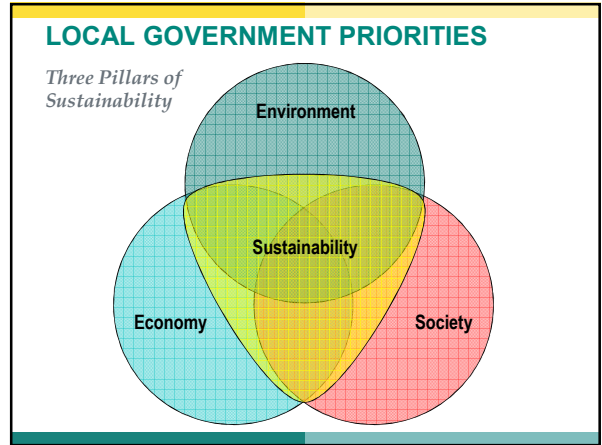 LOCAL GOVERNMENT PRIORITIES
Three Pillars of
Sustainability
Environment
Sustainability
Economy
Society